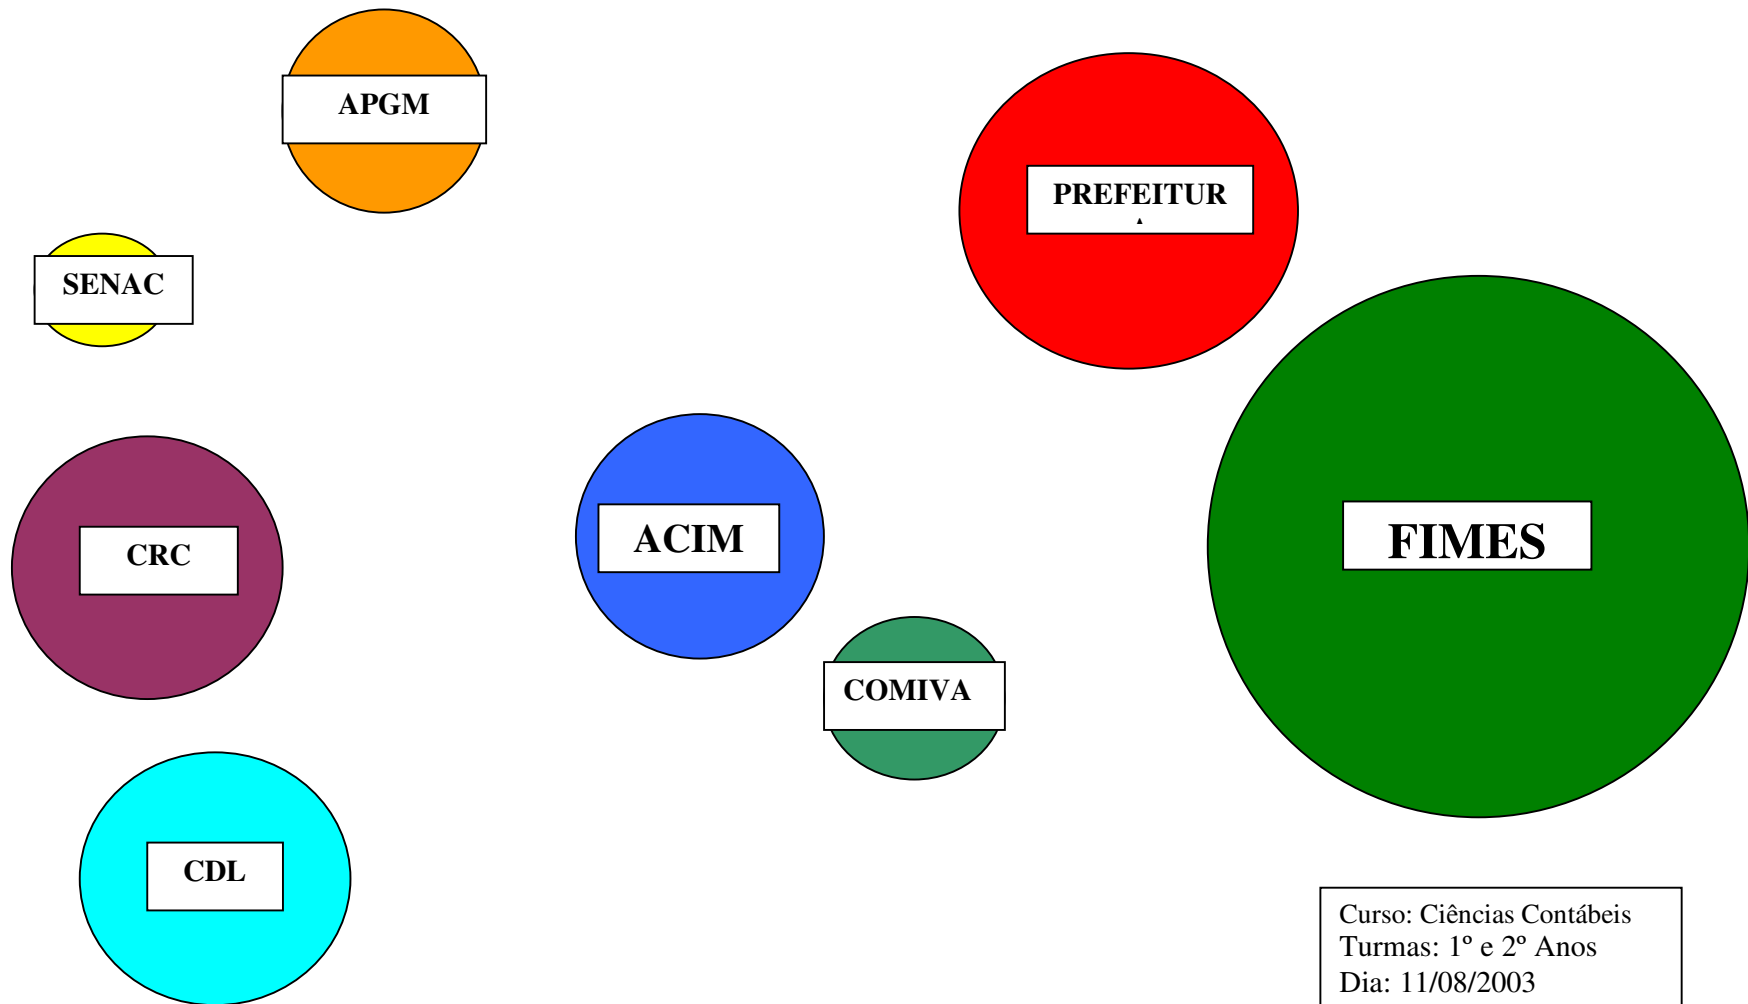 APGM
PREFEITUR
A
SENAC
ACIM
FIMES
CRC
COMIVA
CDL
Curso: Ciências Contábeis
Turmas: 1º e 2º Anos
Dia: 11/08/2003